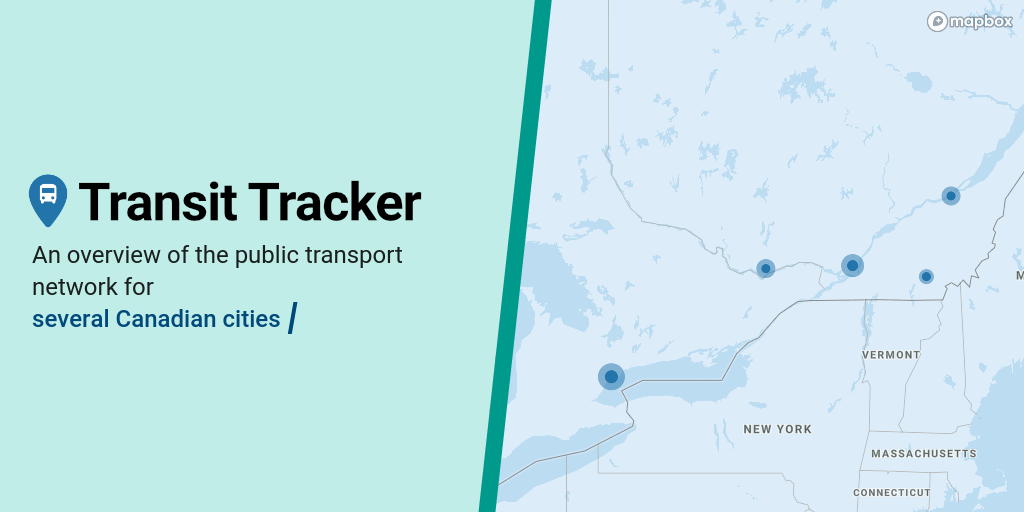 Transit Tracker
An overview of the public transport
network for
several Canadian cities
mapbox
M
VERMONT
NEW YORK
MASSACHUSETTS
CONNECTICUT